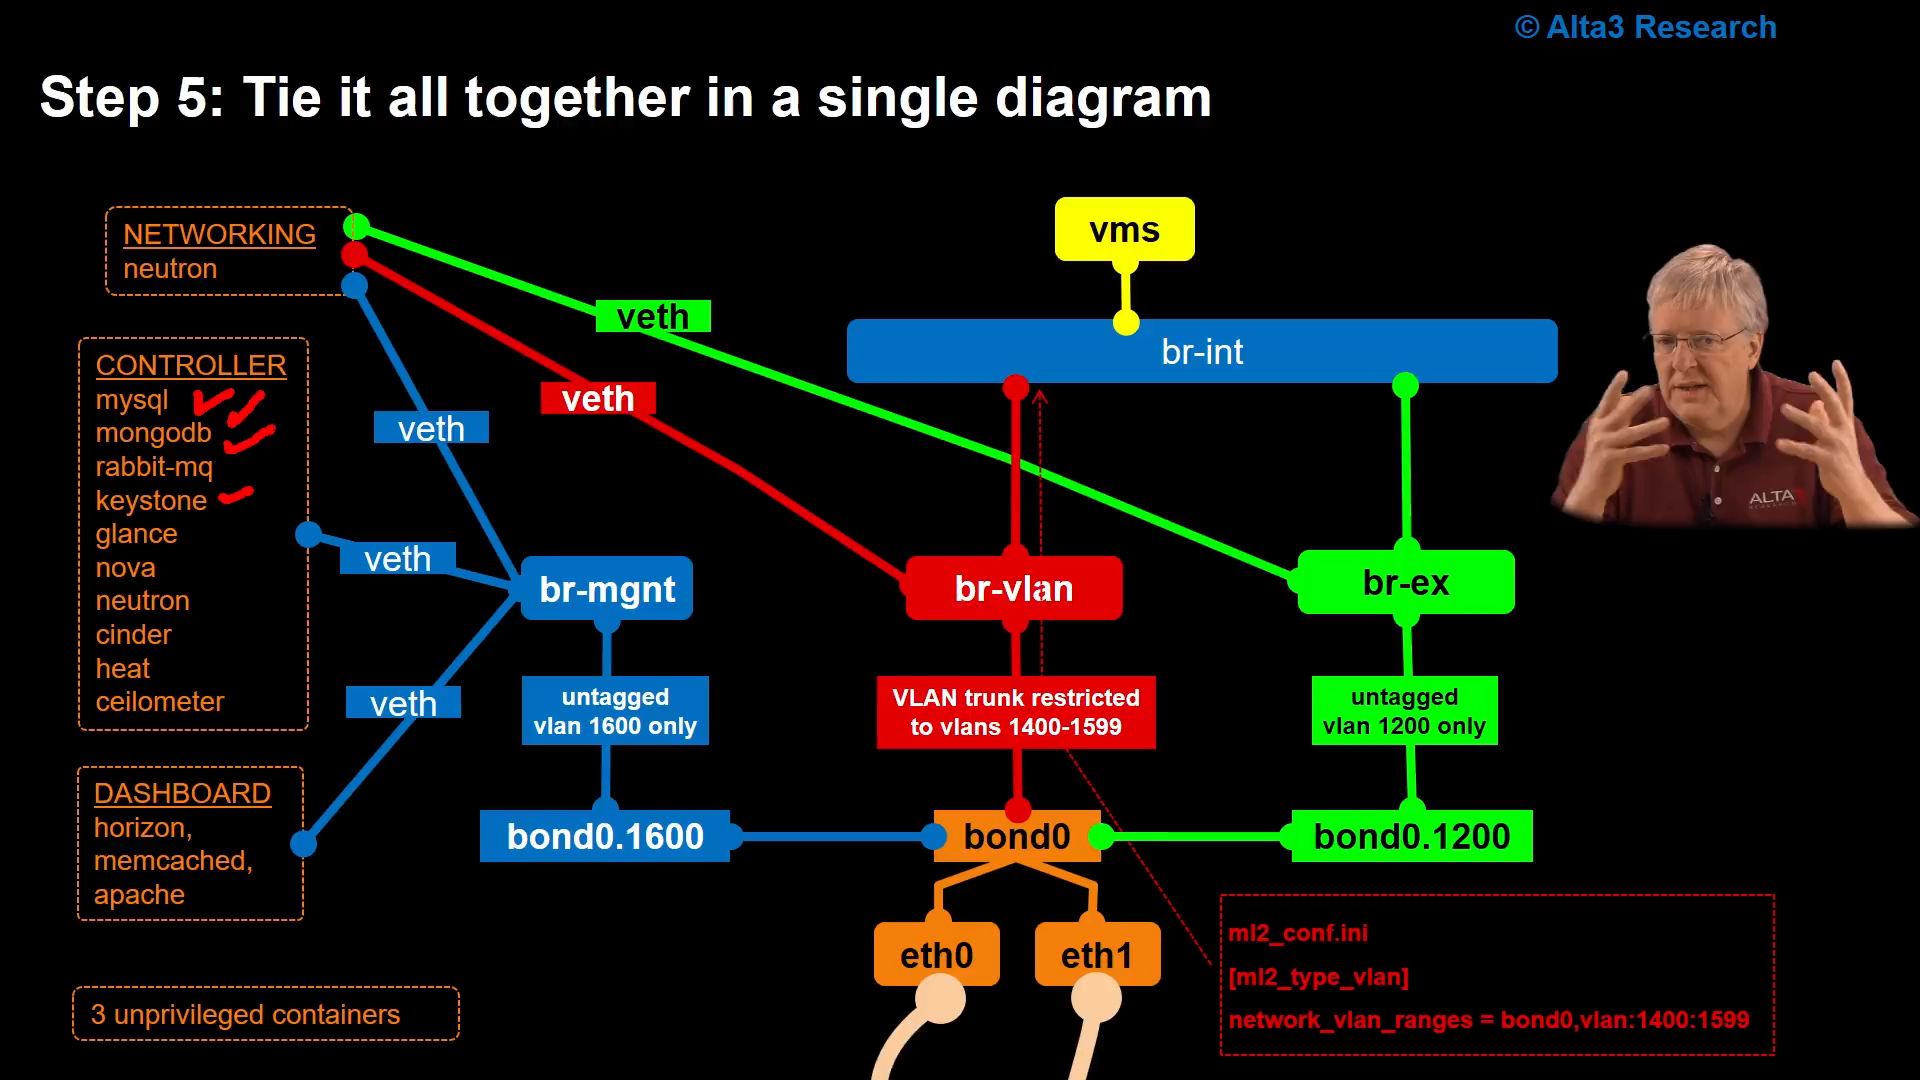 © Alta3 Research
Step 5: Tie it all together in a single diagram
NETWORKING
neutron
CONTROLLER
mysql
mongodb
rabbit-mq
keystone
glance
nova
neutron
cinder
heat
ceilometer
DASHBOARD
horizon,
memcached,
apache
3 unprivileged containers
veth
veth
veth
veth
veth
vms
br-int
br-mgnt
br-vlan
br-ex
untagged
vlan 1600 only
VLAN trunk restricted
to vlans 1400-1599
untagged
vlan 1200 only
bond0.1600
bond0
bond0.1200
eth0
eth1
ml2_conf.ini
[ml2_type_vlan]
network_vlan_ranges = bond0,vlan:1400:1599
ALTA3
RESEARCH